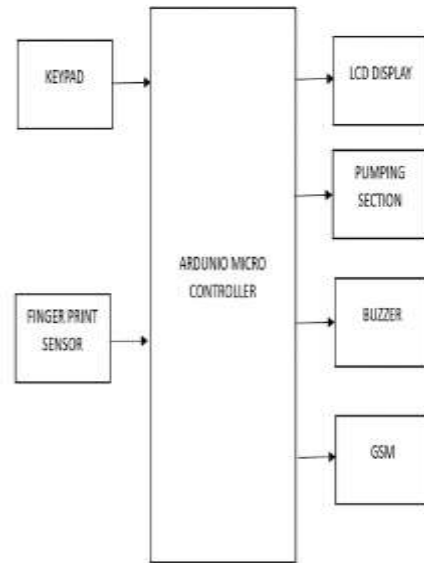 KEYPAD
FINGER PRINT
SENSOR
ARDUNIO MICRO
CONTROLLER
LCD DISPLAY
PUMPING
SECTION
BUZZER
GSM